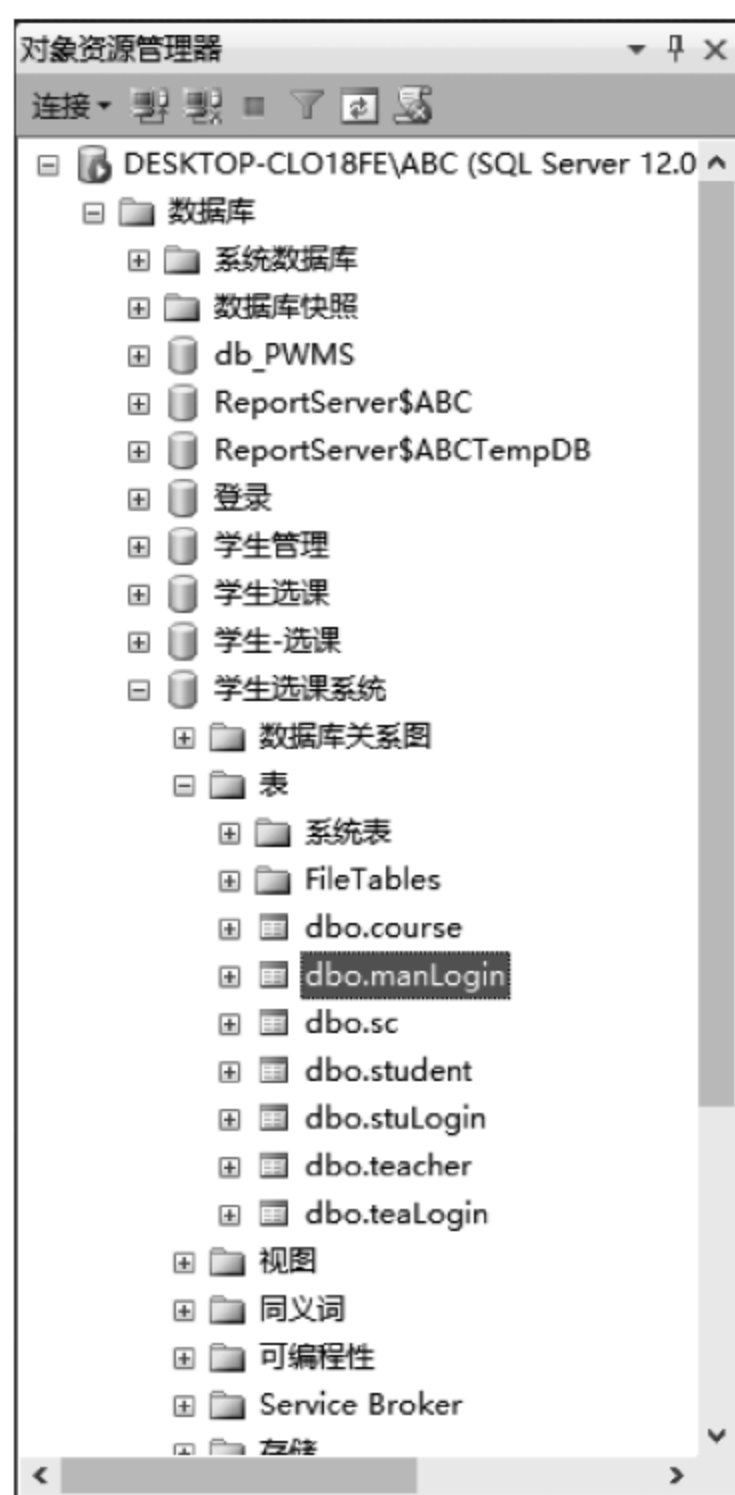 对象资源管理器
连接
DESKTOP-CLO18FE\ABC (SQL Server 12.0
数据库
系统数据库
数据库快照
db_PWMS
ReportServer$ABC
ReportServer$ABCTempDB
登录
学生管理
学生选课
学生-选课
学生选课系统
数据库关系图
表
系统表
FileTables
dbo.course
dbo.manLogin
dbo.sc
dbo.student
dbo.stuLogin
dbo.teacher
dbo.teaLogin
视图
同义词
可编程性
Service Broker
存储